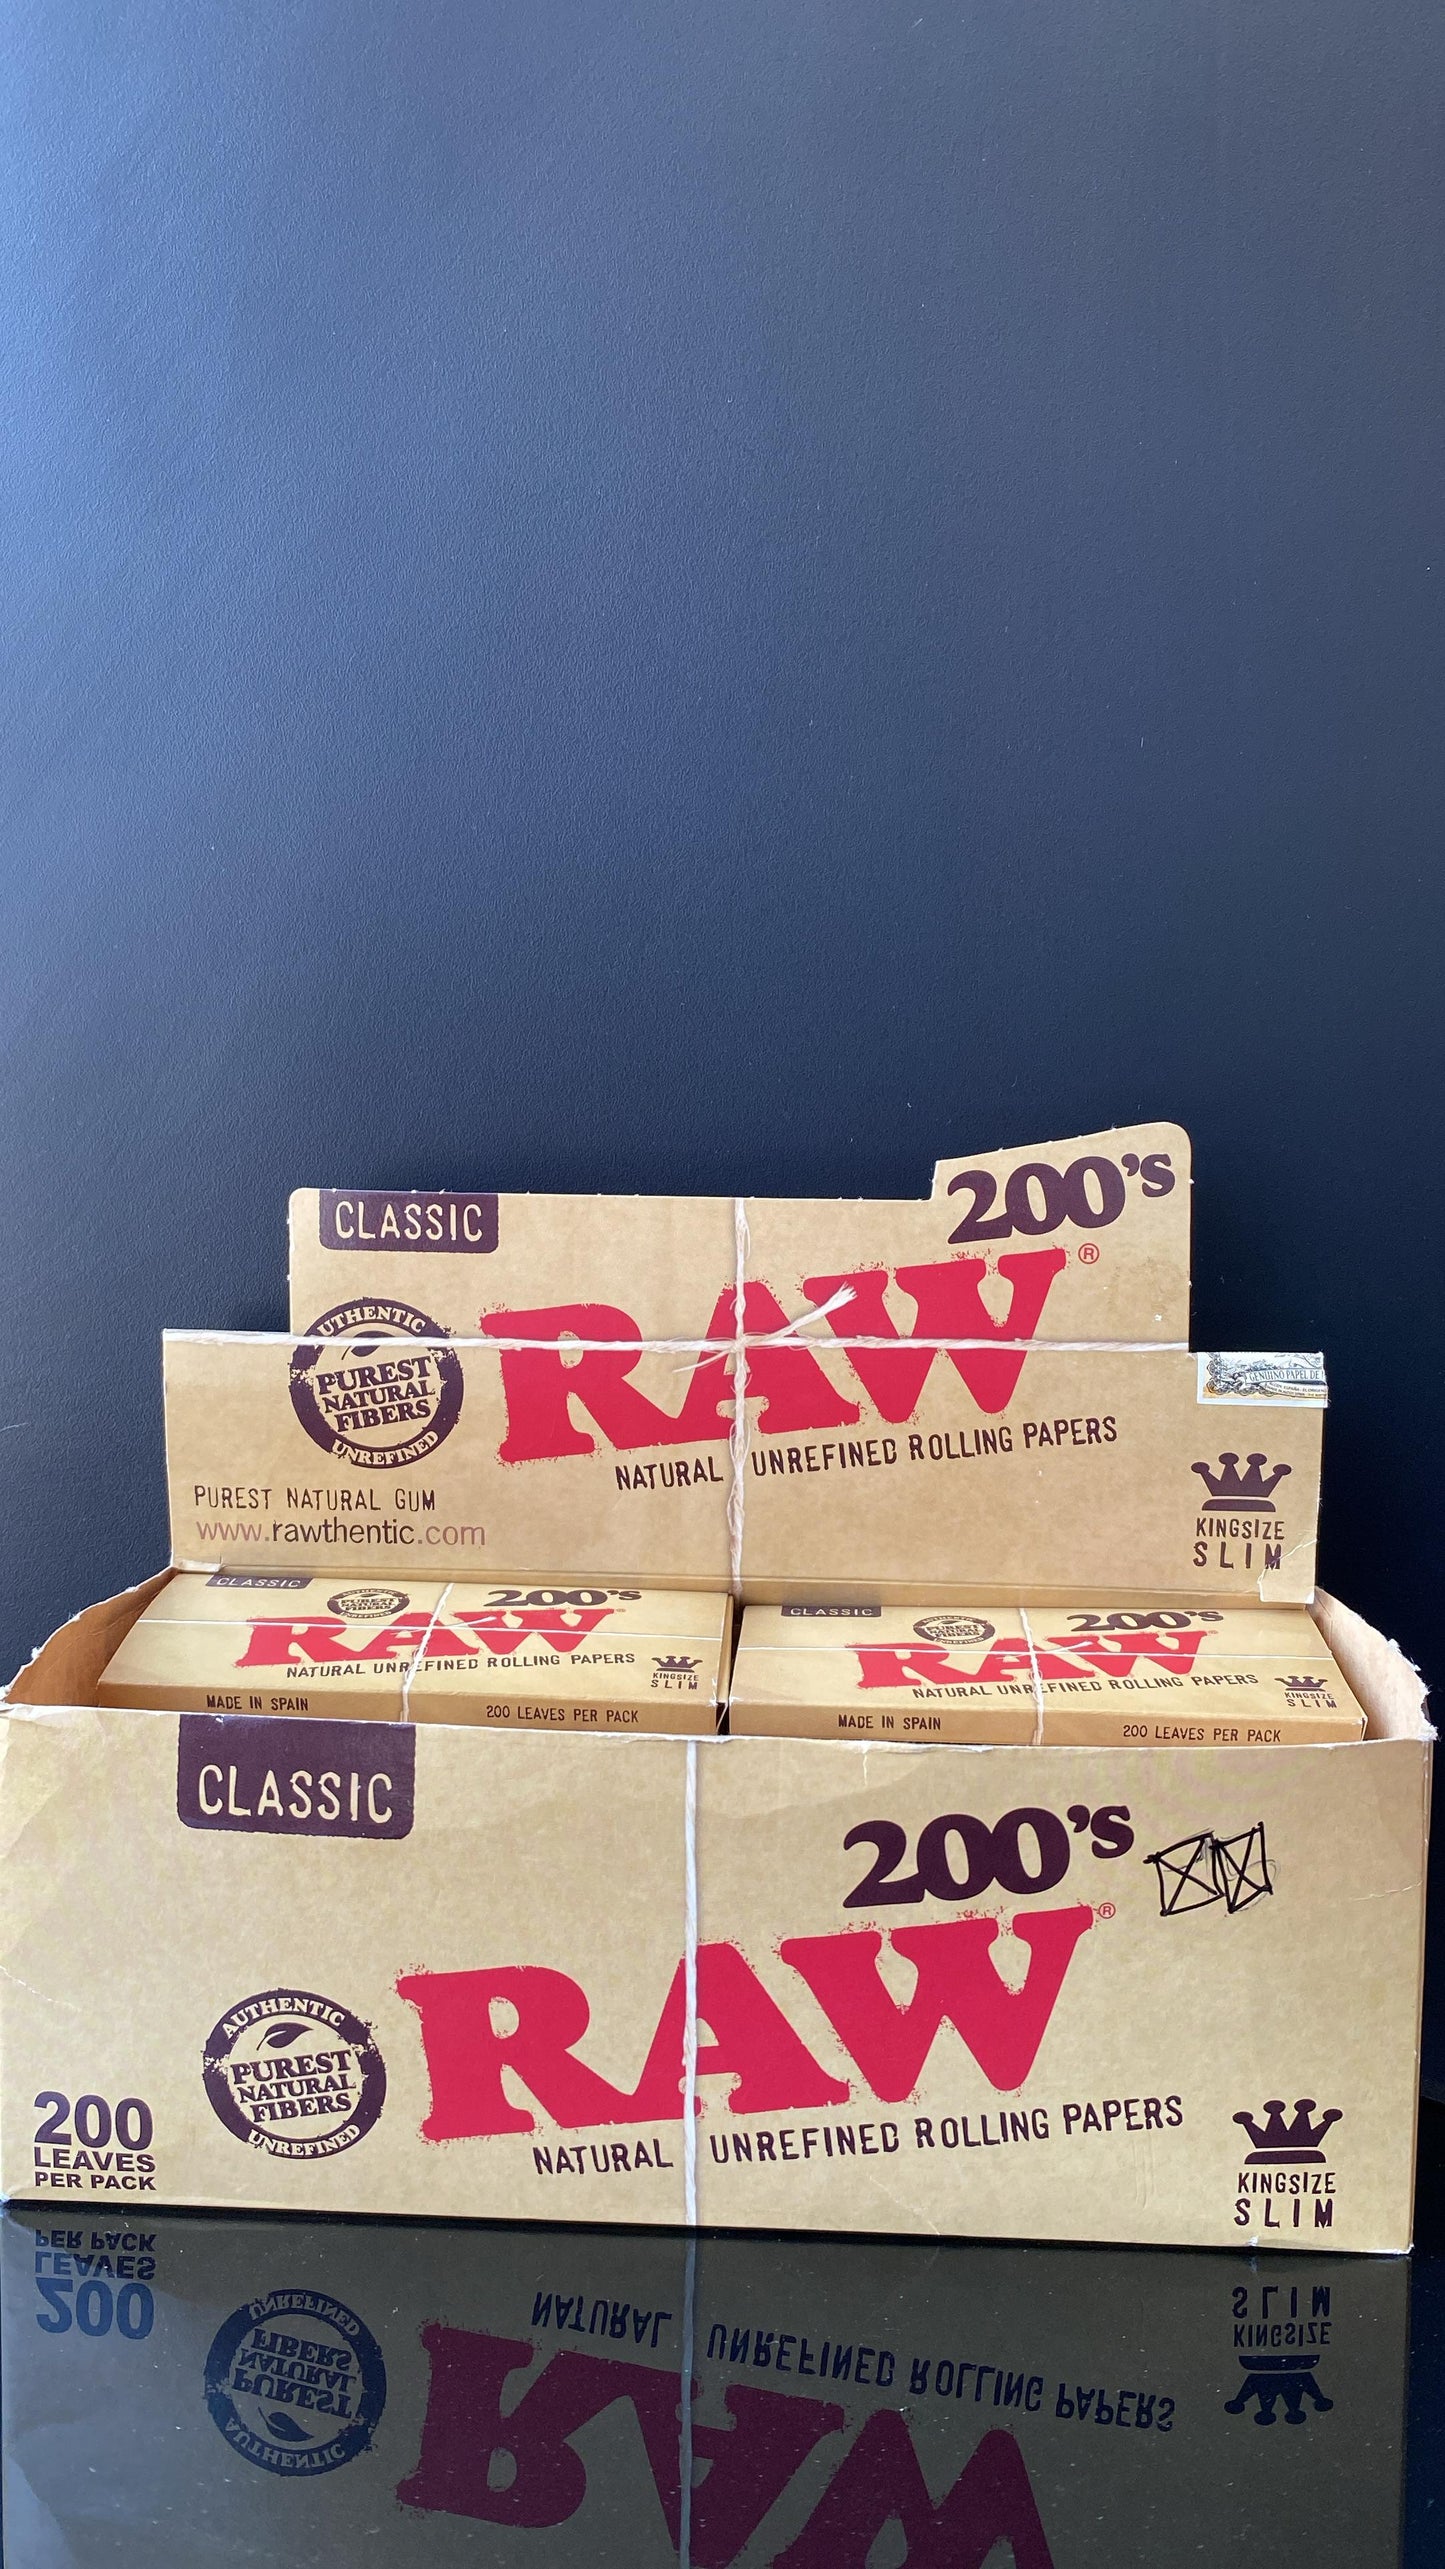 200's
CLASSIC
RAW®
AUTHENTIC
PUREST
NATURAL
FIBERS
UNREFINED
GENUINO PAPEL DE
NATURAL UNREFINED ROLLING PAPERS
PUREST NATURAL GUM
www.rawthentic.com
KINGSIZE
SLIM
CLASSIC
200's
RAW
NATURAL UNREFINED ROLLING PAPERS
KINGSIZE
SLIM
MADE IN SPAIN
200 LEAVES PER PACK
CLASSIC
200's
RAW
NATURAL UNREFINED ROLLING PAPERS
KINGSIZE
SLIM
MADE IN SPAIN
200 LEAVES PER PACK
CLASSIC
200's
RAW®
AUTHENTIC
PUREST
NATURAL
FIBERS
UNREFINED
200
LEAVES
PER PACK
NATURAL UNREFINED ROLLING PAPERS
KINGSIZE
SLIM